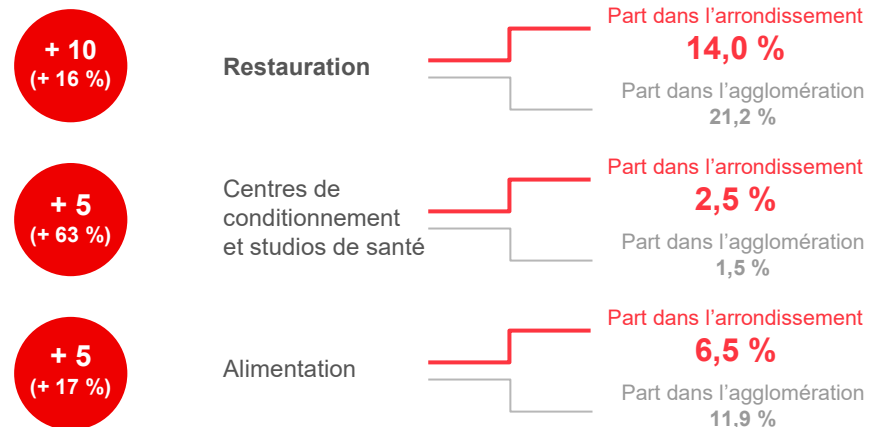 + 10
(+ 16 %)
Restauration
Part dans l'arrondissement
14,0 %
Part dans l'agglomération
21,2 %
+ 5
(+ 63 %)
Centres de
conditionnement
et studios de santé
Part dans l'arrondissement
2,5 %
Part dans l'agglomération
1,5 %
+ 5
(+ 17 %)
Alimentation
Part dans l'arrondissement
6,5 %
Part dans l'agglomération
11,9 %